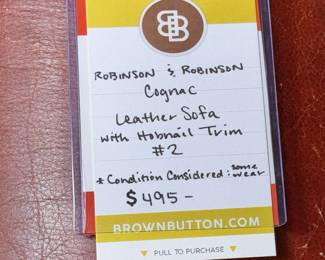 BB
ROBINSON & ROBINSON
Cognac
Leather Sofa
with Hobnail Trim
#2
* Condition Considered: some wear
$495-
BROWNBUTTON.COM
PULL TO PURCHASE